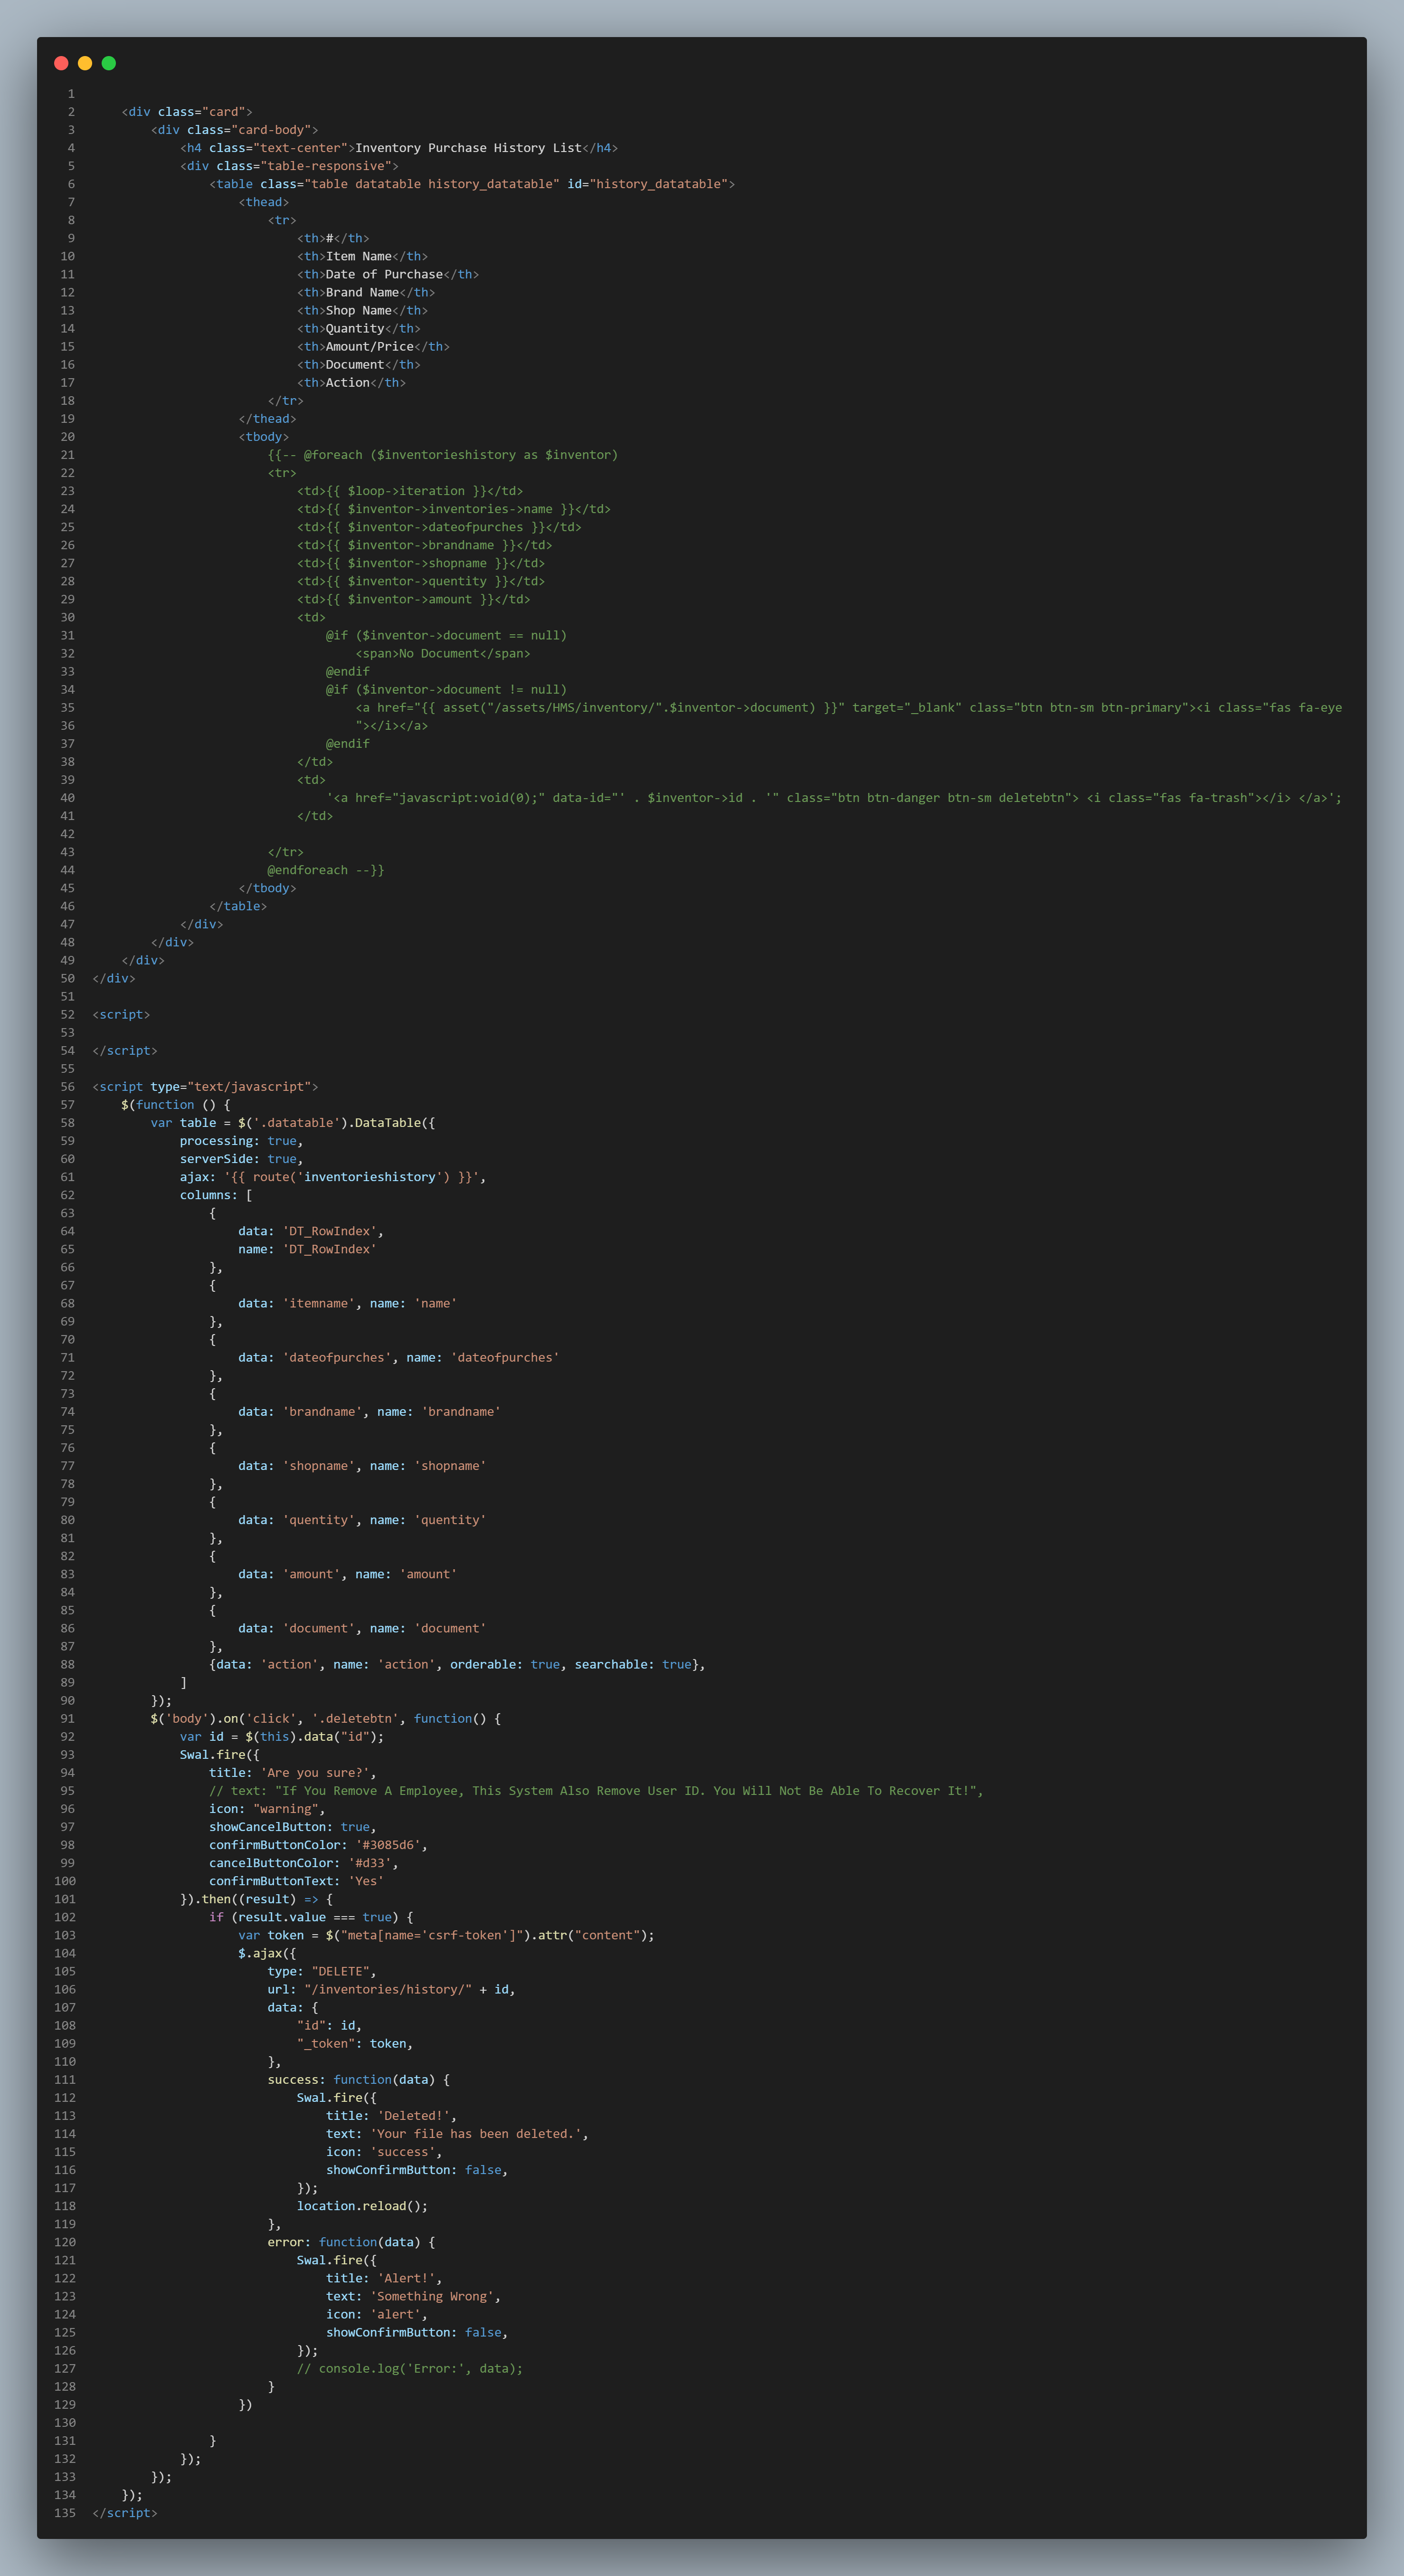 1
2     <div class="card">
3         <div class="card-body">
4             <h4 class="text-center">Inventory Purchase History List</h4>
5             <div class="table-responsive">
6                 <table class="table datatable history_datatable" id="history_datatable">
7                     <thead>
8                         <tr>
9                             <th>#</th>
10                             <th>Item Name</th>
11                             <th>Date of Purchase</th>
12                             <th>Brand Name</th>
13                             <th>Shop Name</th>
14                             <th>Quantity</th>
15                             <th>Amount/Price</th>
16                             <th>Document</th>
17                             <th>Action</th>
18                         </tr>
19                     </thead>
20                     <tbody>
21                         {{-- @foreach ($inventorieshistory as $inventor)
22                         <tr>
23                             <td>{{ $loop->iteration }}</td>
24                             <td>{{ $inventor->inventories->name }}</td>
25                             <td>{{ $inventor->dateofpurches }}</td>
26                             <td>{{ $inventor->brandname }}</td>
27                             <td>{{ $inventor->shopname }}</td>
28                             <td>{{ $inventor->quentity }}</td>
29                             <td>{{ $inventor->amount }}</td>
30                             <td>
31                                 @if ($inventor->document == null)
32                                     <span>No Document</span>
33                                 @endif
34                                 @if ($inventor->document != null)
35                                     <a href="{{ asset("/assets/HMS/inventory/".$inventor->document) }}" target="_blank" class="btn btn-sm btn-primary"><i class="fas fa-eye
36                                     "></i></a>
37                                 @endif
38                             </td>
39                             <td>
40                                 '<a href="javascript:void(0);" data-id="' . $inventor->id . '" class="btn btn-danger btn-sm deletebtn"> <i class="fas fa-trash"></i> </a>';
41                             </td>
42
43                         </tr>
44                         @endforeach --}}
45                     </tbody>
46                 </table>
47             </div>
48         </div>
49     </div>
50 </div>
51
52 <script>
53
54 </script>
55
56 <script type="text/javascript">
57     $(function () {
58         var table = $('.datatable').DataTable({
59             processing: true,
60             serverSide: true,
61             ajax: '{{ route('inventorieshistory') }}',
62             columns: [
63                 {
64                     data: 'DT_RowIndex',
65                     name: 'DT_RowIndex'
66                 },
67                 {
68                     data: 'itemname', name: 'name'
69                 },
70                 {
71                     data: 'dateofpurches', name: 'dateofpurches'
72                 },
73                 {
74                     data: 'brandname', name: 'brandname'
75                 },
76                 {
77                     data: 'shopname', name: 'shopname'
78                 },
79                 {
80                     data: 'quentity', name: 'quentity'
81                 },
82                 {
83                     data: 'amount', name: 'amount'
84                 },
85                 {
86                     data: 'document', name: 'document'
87                 },
88                 {data: 'action', name: 'action', orderable: true, searchable: true},
89             ]
90         });
91         $('body').on('click', '.deletebtn', function() {
92             var id = $(this).data("id");
93             Swal.fire({
94                 title: 'Are you sure?',
95                 // text: "If You Remove A Employee, This System Also Remove User ID. You Will Not Be Able To Recover It!",
96                 icon: "warning",
97                 showCancelButton: true,
98                 confirmButtonColor: '#3085d6',
99                 cancelButtonColor: '#d33',
100                 confirmButtonText: 'Yes'
101             }).then((result) => {
102                 if (result.value === true) {
103                     var token = $("meta[name='csrf-token']").attr("content");
104                     $.ajax({
105                         type: "DELETE",
106                         url: "/inventories/history/" + id,
107                         data: {
108                             "id": id,
109                             "_token": token,
110                         },
111                         success: function(data) {
112                             Swal.fire({
113                                 title: 'Deleted!',
114                                 text: 'Your file has been deleted.',
115                                 icon: 'success',
116                                 showConfirmButton: false,
117                             });
118                             location.reload();
119                         },
120                         error: function(data) {
121                             Swal.fire({
122                                 title: 'Alert!',
123                                 text: 'Something Wrong',
124                                 icon: 'alert',
125                                 showConfirmButton: false,
126                             });
127                             // console.log('Error:', data);
128                         }
129                     })
130
131                 }
132             });
133         });
134     });
135 </script>